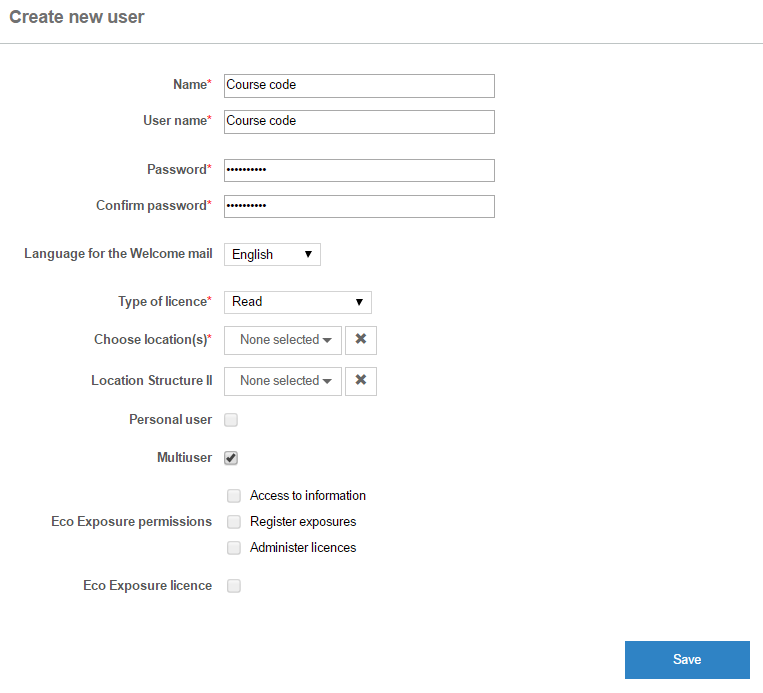 Create new user
Name* Course code
User name* Course code
Password* ••••••••••
Confirm password* ••••••••••
Language for the Welcome mail English
Type of licence* Read
Choose location(s)* None selected
Location Structure II None selected
Personal user
Multiuser
Access to information
Eco Exposure permissions Register exposures
Administer licences
Eco Exposure licence
Save